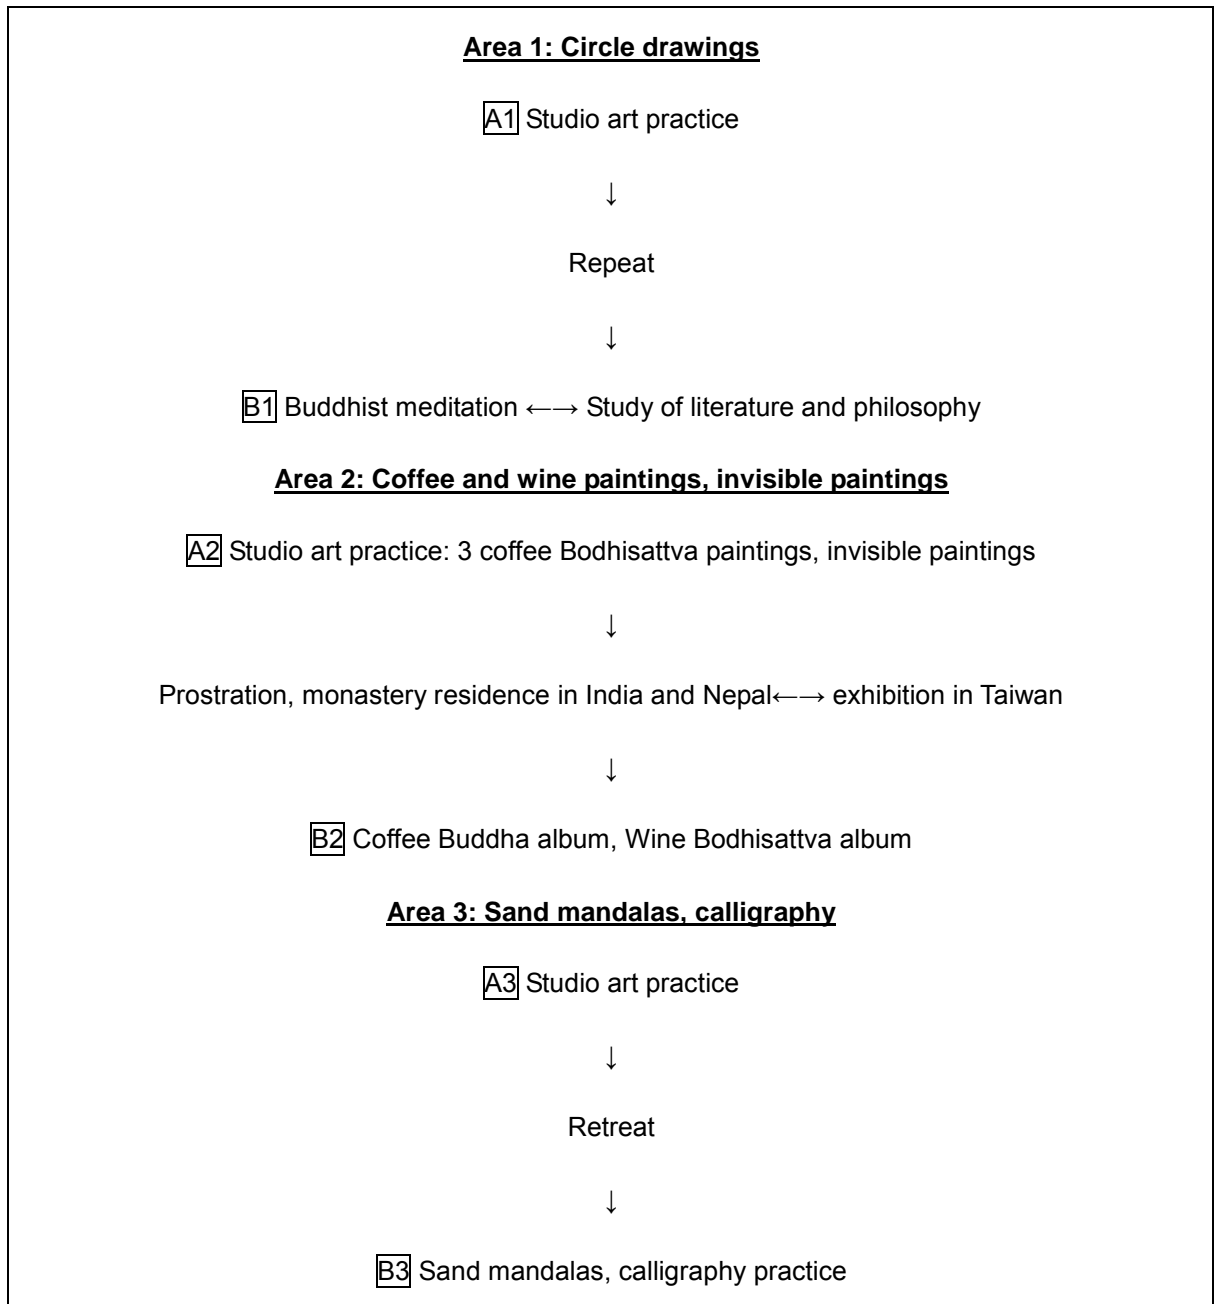 Area 1: Circle drawings
A1 Studio art practice
↓
Repeat
↓
B1 Buddhist meditation ←→ Study of literature and philosophy
Area 2: Coffee and wine paintings, invisible paintings
A2 Studio art practice: 3 coffee Bodhisattva paintings, invisible paintings
↓
Prostration, monastery residence in India and Nepal←→ exhibition in Taiwan
↓
B2 Coffee Buddha album, Wine Bodhisattva album
Area 3: Sand mandalas, calligraphy
A3 Studio art practice
↓
Retreat
↓
B3 Sand mandalas, calligraphy practice